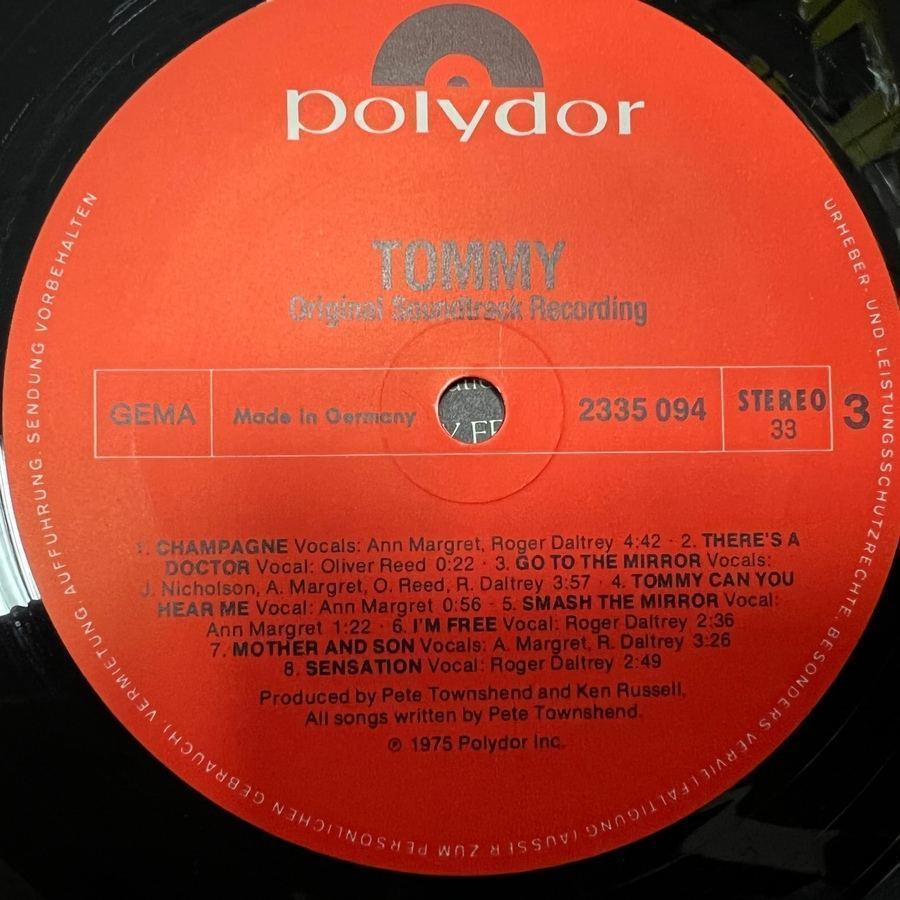 polydor
TOMMY
Original Soundtrack Recording
GEMA
Made in Germany
2335 094
STEREO
33
3
1. CHAMPAGNE Vocals: Ann Margret, Roger Daltrey 4:42 · 2. THERE'S A
DOCTOR Vocal: Oliver Reed 0:22 · 3. GO TO THE MIRROR Vocals:
J. Nicholson, A. Margret, O. Reed, R. Daltrey 3:57 · 4. TOMMY CAN YOU
HEAR ME Vocal: Ann Margret 0:56 · 5. SMASH THE MIRROR Vocal:
Ann Margret 1:22 · 6. I'M FREE Vocal: Roger Daltrey 2:36
7. MOTHER AND SON Vocals: A. Margret, R. Daltrey 3:26
8. SENSATION Vocal: Roger Daltrey 2:49
Produced by Pete Townshend and Ken Russell,
All songs written by Pete Townshend.
℗ 1975 Polydor Inc.
URHEBER- UND LEISTUNGSSCHUTZRECHTE, BESONDERS VERVIELFÄLTIGUNG (AUSSER ZUM PERSÖNLICHEN GEBRAUCH), VERMIETUNG, AUFFÜHRUNG, SENDUNG VORBEHALTEN